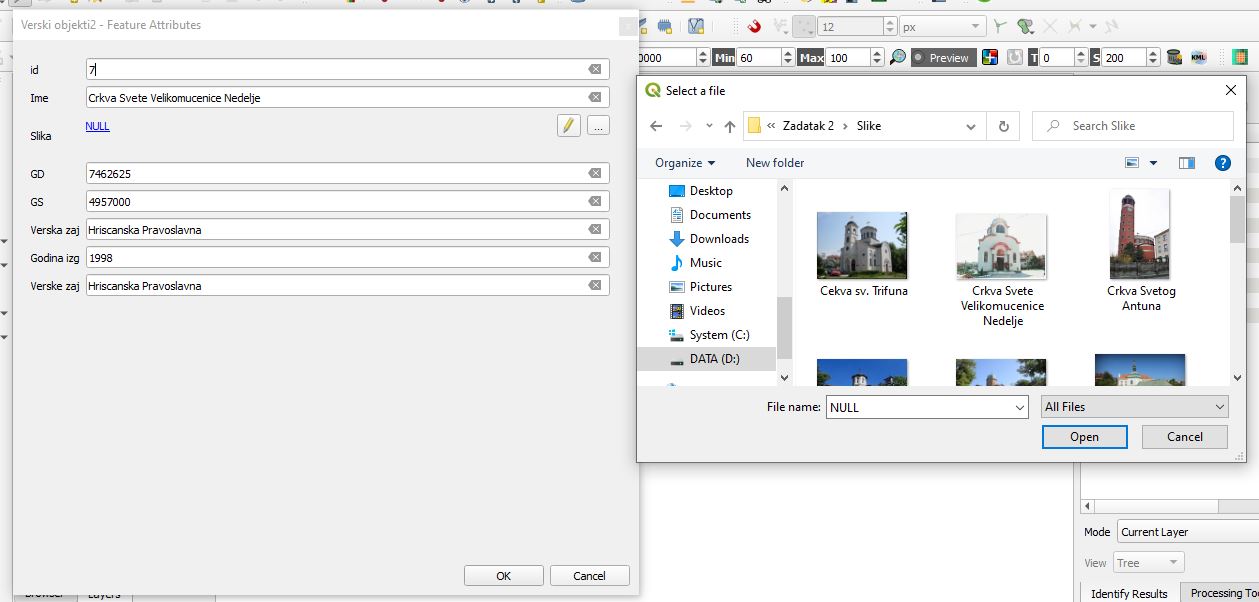 Verski objekti2 - Feature Attributes
id
7
Ime
Crkva Svete Velikomucenice Nedelje
Slika
NULL
...
GD
7462625
GS
4957000
Verska zaj
Hriscanska Pravoslavna
Godina izg
1998
Verske zaj
Hriscanska Pravoslavna
OK
Cancel
Layers
12
px
0000
Min
60
Max
100
Preview
T
0
S
200
KML
Select a file
« Zadatak 2 › Slike
Search Slike
Organize
New folder
Desktop
Documents
Downloads
Music
Pictures
Videos
System (C:)
DATA (D:)
Cekva sv. Trifuna
Crkva Svete
Velikomucenice
Nedelje
Crkva Svetog
Antuna
File name:
NULL
All Files
Open
Cancel
Mode
Current Layer
View
Tree
Identify Results
Processing To